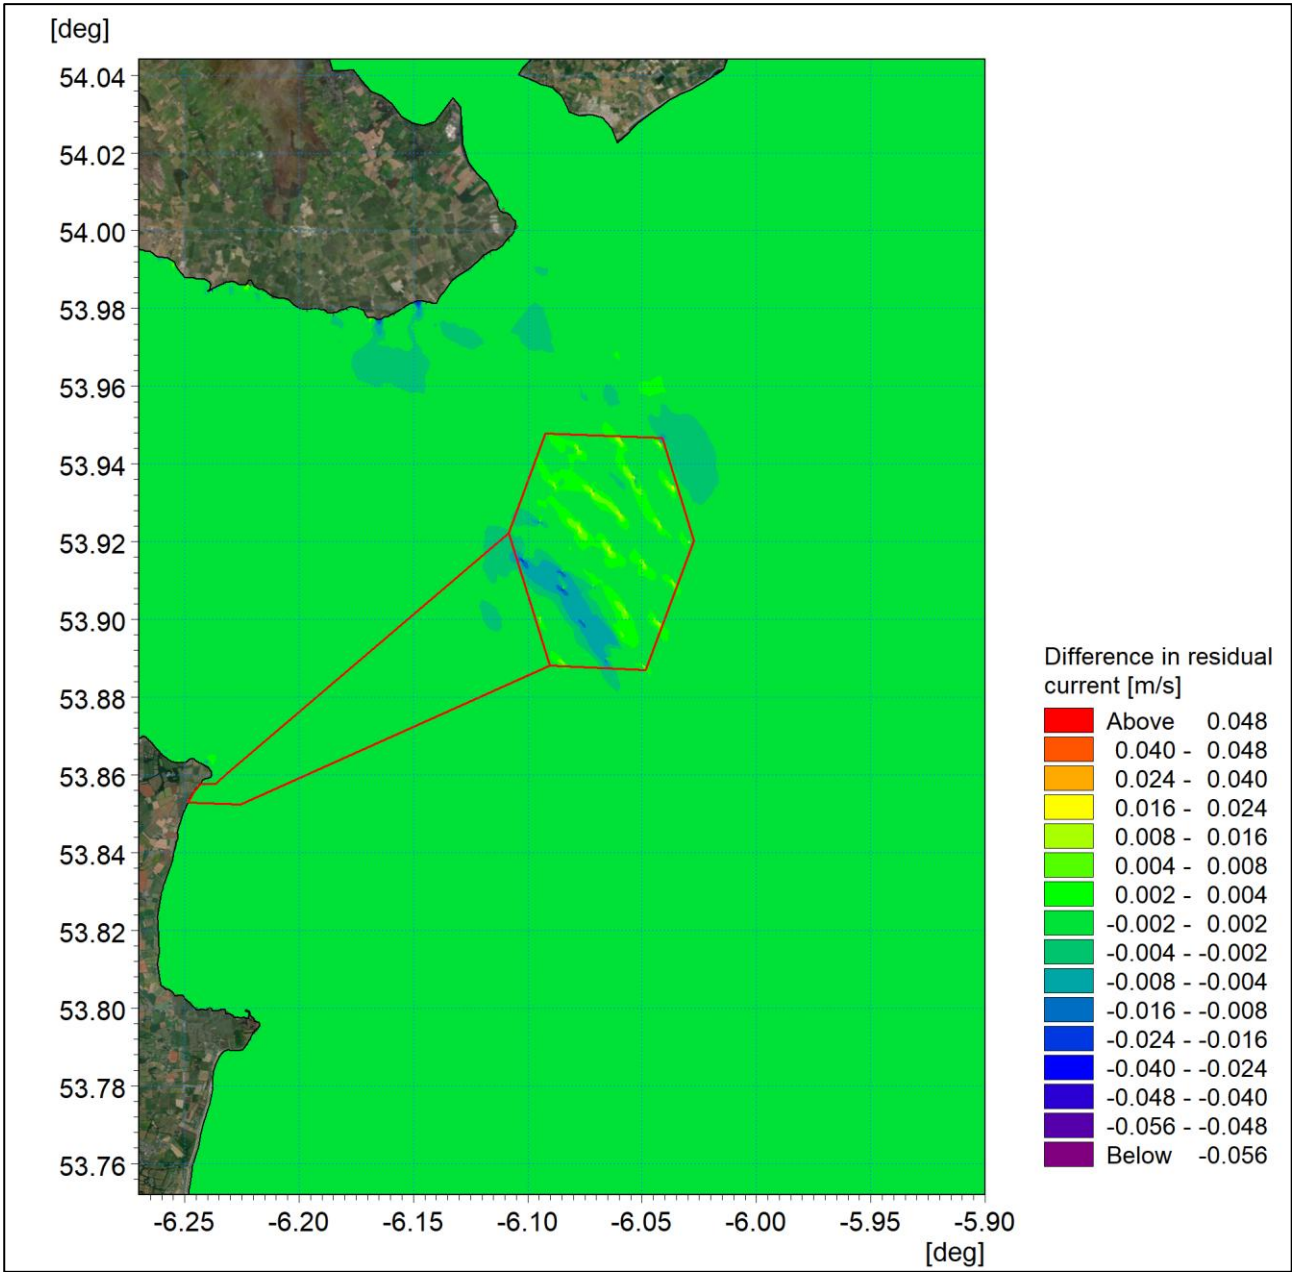 [deg]
54.04
54.02
54.00
53.98
53.96
53.94
53.92
53.90
53.88
53.86
53.84
53.82
53.80
53.78
53.76
-6.25 -6.20 -6.15 -6.10 -6.05 -6.00 -5.95 -5.90
[deg]
Difference in residual
current [m/s]
Above 0.048
0.040 - 0.048
0.024 - 0.040
0.016 - 0.024
0.008 - 0.016
0.004 - 0.008
0.002 - 0.004
-0.002 - 0.002
-0.004 - -0.002
-0.008 - -0.004
-0.016 - -0.008
-0.024 - -0.016
-0.040 - -0.024
-0.048 - -0.040
-0.056 - -0.048
Below -0.056